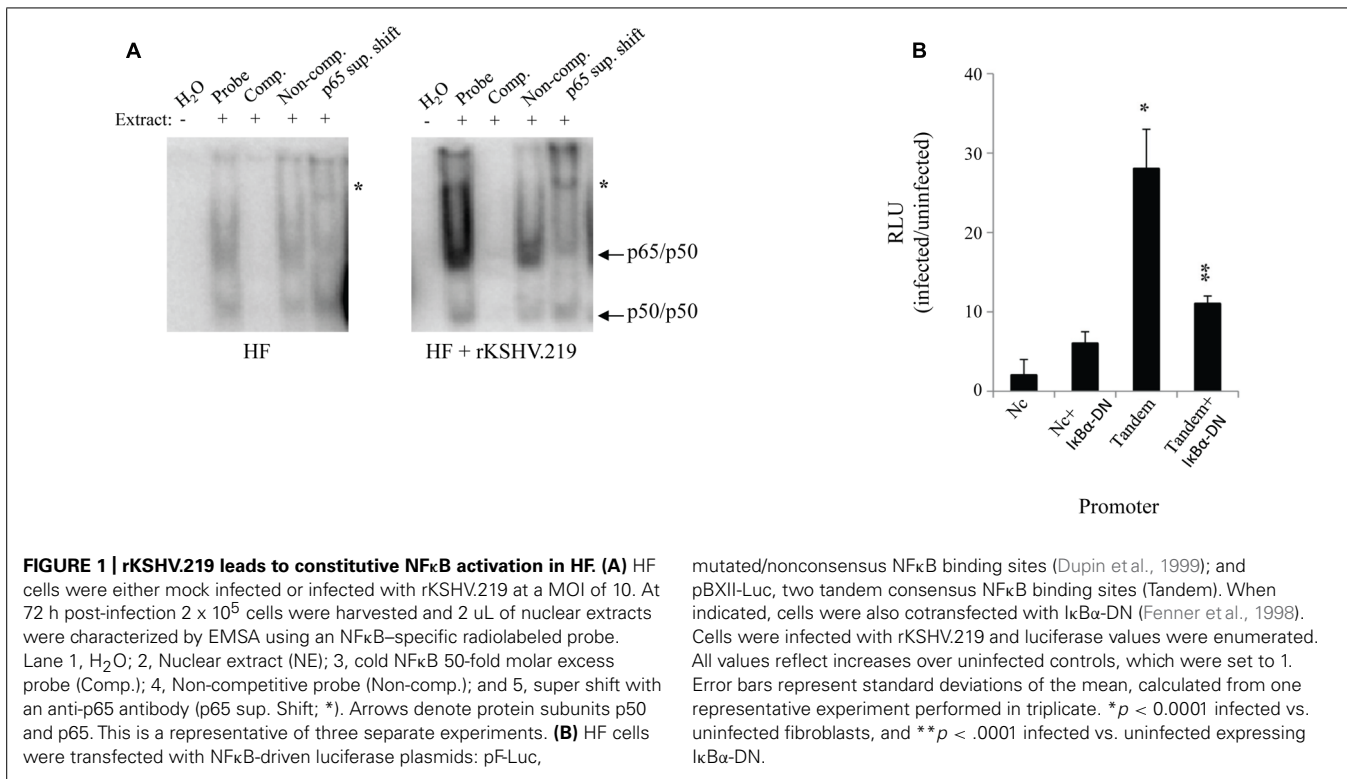 A
B
H₂O Probe Comp. Non-comp. p65 sup. shift
H₂O Probe Comp. Non-comp. p65 sup. shift
Extract: - + + + +
- + + + +
*
*
p65/p50
p50/p50
HF
HF + rKSHV.219
RLU
(infected/uninfected)
40
30
20
10
0
*
**
Nc
Nc+
IκBα-DN
Tandem
Tandem+
IκBα-DN
Promoter
FIGURE 1 | rKSHV.219 leads to constitutive NFκB activation in HF. (A) HF
cells were either mock infected or infected with rKSHV.219 at a MOI of 10. At
72 h post-infection 2 x 10⁵ cells were harvested and 2 uL of nuclear extracts
were characterized by EMSA using an NFκB–specific radiolabeled probe.
Lane 1, H₂O; 2, Nuclear extract (NE); 3, cold NFκB 50-fold molar excess
probe (Comp.); 4, Non-competitive probe (Non-comp.); and 5, super shift with
an anti-p65 antibody (p65 sup. Shift; *). Arrows denote protein subunits p50
and p65. This is a representative of three separate experiments. (B) HF cells
were transfected with NFκB-driven luciferase plasmids: pF-Luc,
mutated/nonconsensus NFκB binding sites (Dupin et al., 1999); and
pBXII-Luc, two tandem consensus NFκB binding sites (Tandem). When
indicated, cells were also cotransfected with IκBα-DN (Fenner et al., 1998).
Cells were infected with rKSHV.219 and luciferase values were enumerated.
All values reflect increases over uninfected controls, which were set to 1.
Error bars represent standard deviations of the mean, calculated from one
representative experiment performed in triplicate. *p < 0.0001 infected vs.
uninfected fibroblasts, and **p < .0001 infected vs. uninfected expressing
IκBα-DN.